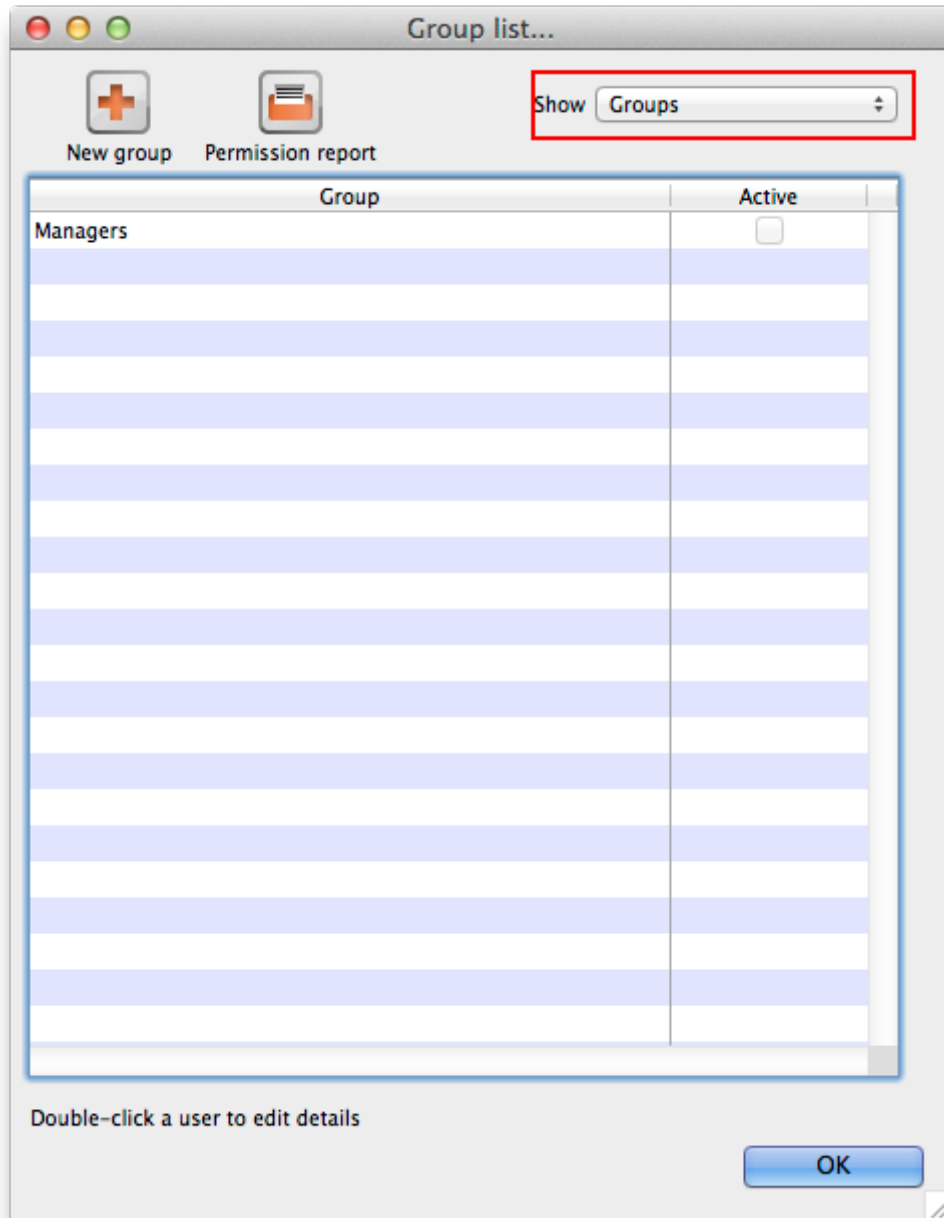 Group list...
Show Groups
New group Permission report
Group Active
Managers
Double-click a user to edit details
OK